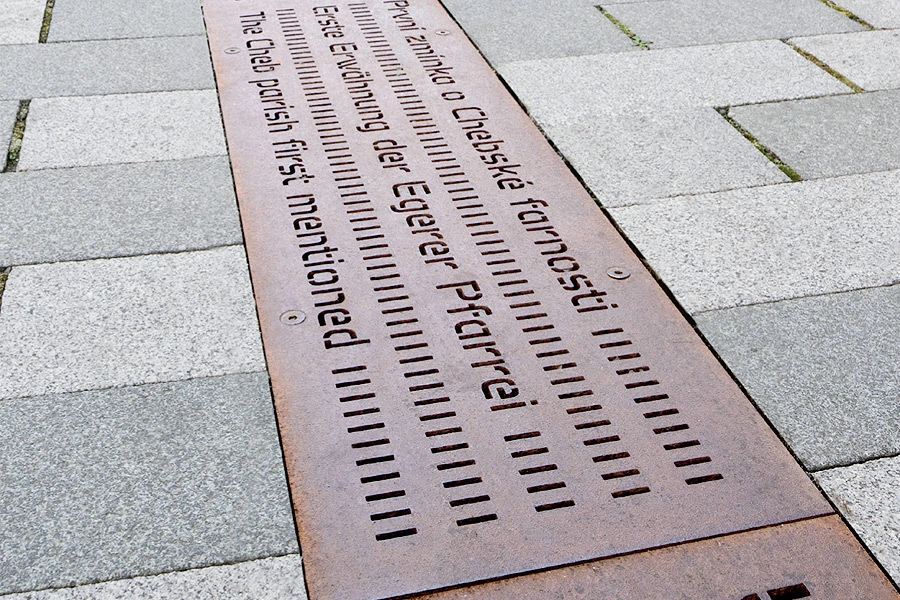 První zmínka o Chebské farnosti
Erste Erwähnung der Egerer Pfarrei
The Cheb parish first mentioned